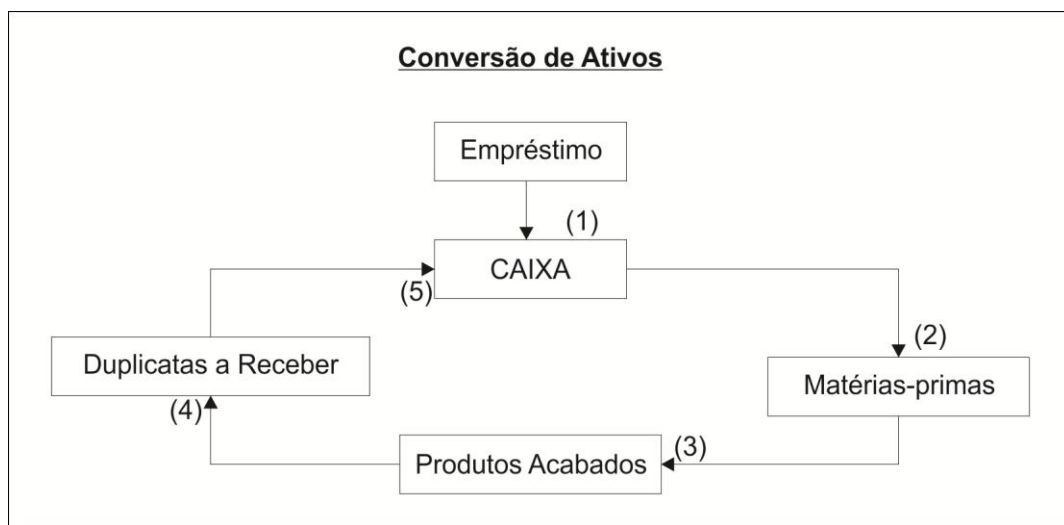 Conversão de Ativos
Empréstimo
(1)
CAIXA
(5)
(2)
Duplicatas a Receber
Matérias-primas
(4)
(3)
Produtos Acabados